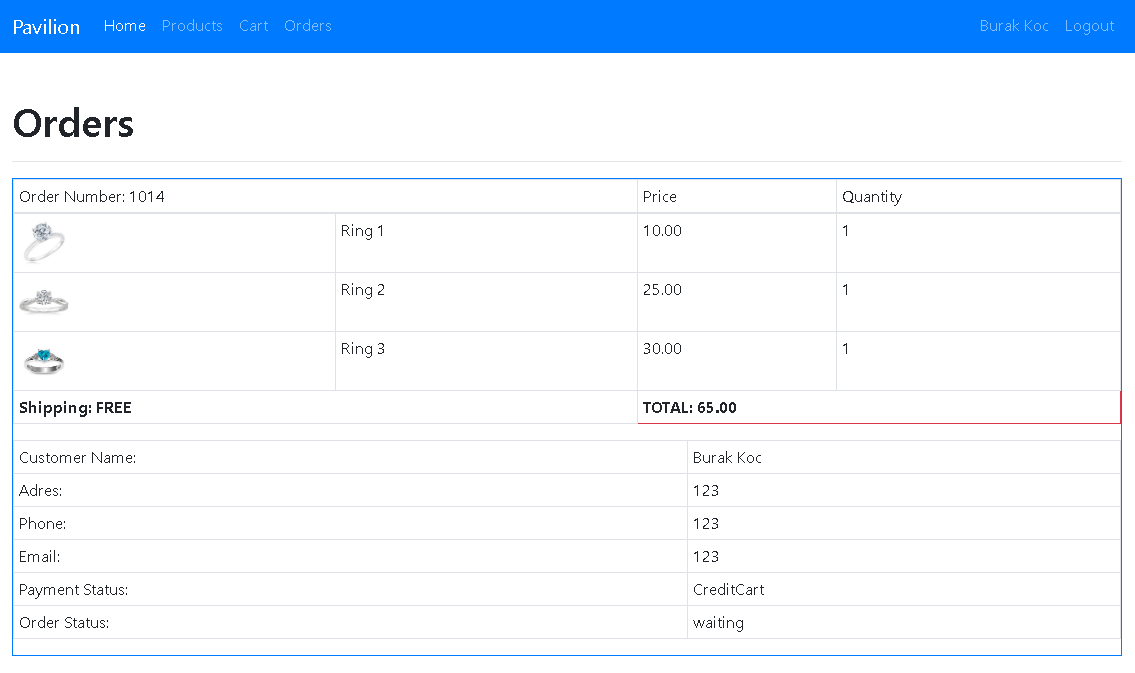 Pavilion Home Products Cart Orders Burak Koc Logout
Orders
Order Number: 1014 Price Quantity
Ring 1 10.00 1
Ring 2 25.00 1
Ring 3 30.00 1
Shipping: FREE TOTAL: 65.00
Customer Name: Burak Koc
Adres: 123
Phone: 123
Email: 123
Payment Status: CreditCart
Order Status: waiting